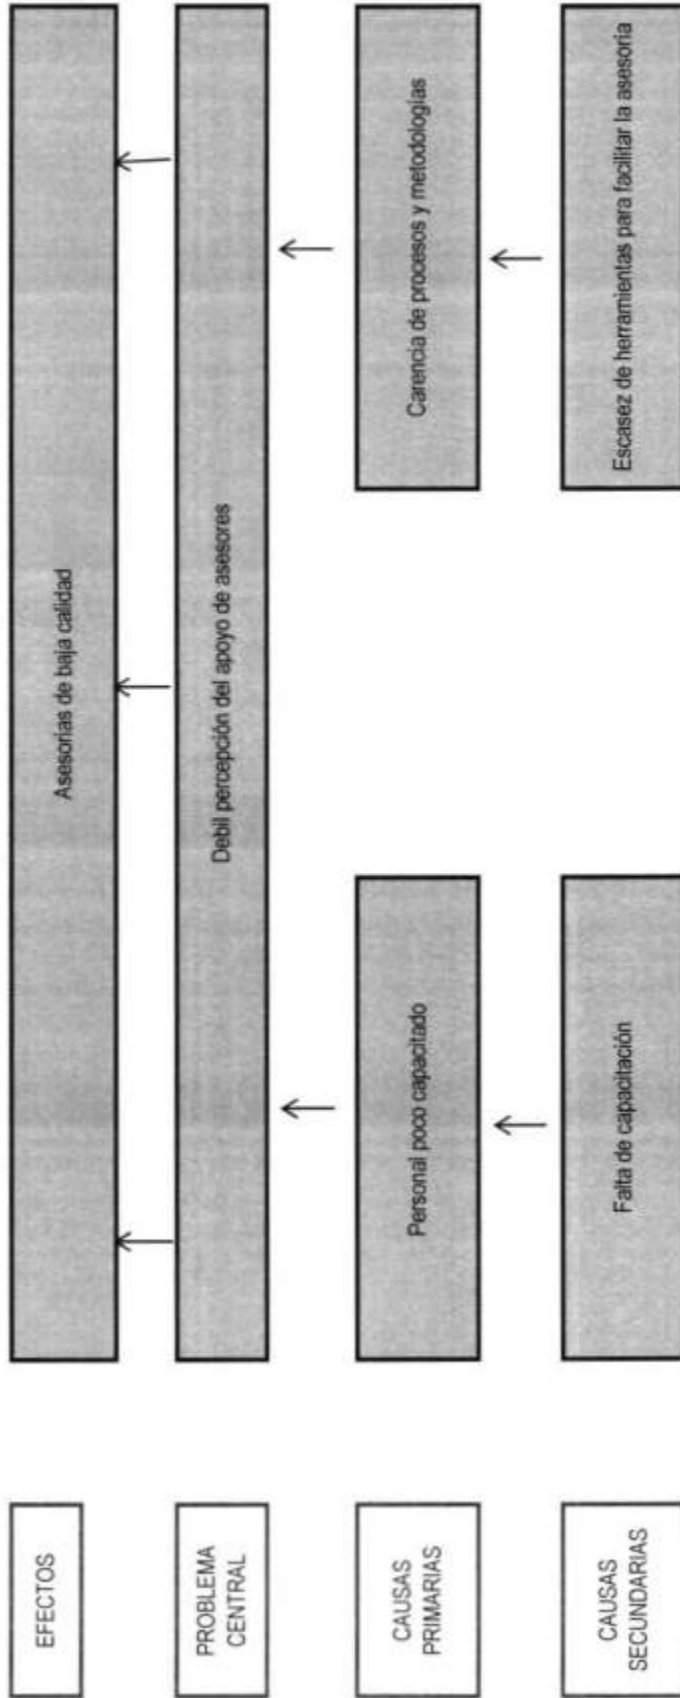 EFECTOS
Asesorias de baja calidad
PROBLEMA
CENTRAL
Debil percepción del apoyo de asesores
CAUSAS
PRIMARIAS
Personal poco capacitado
Carencia de procesos y metodologías
CAUSAS
SECUNDARIAS
Falta de capacitación
Escasez de herramientas para facilitar la asesoria